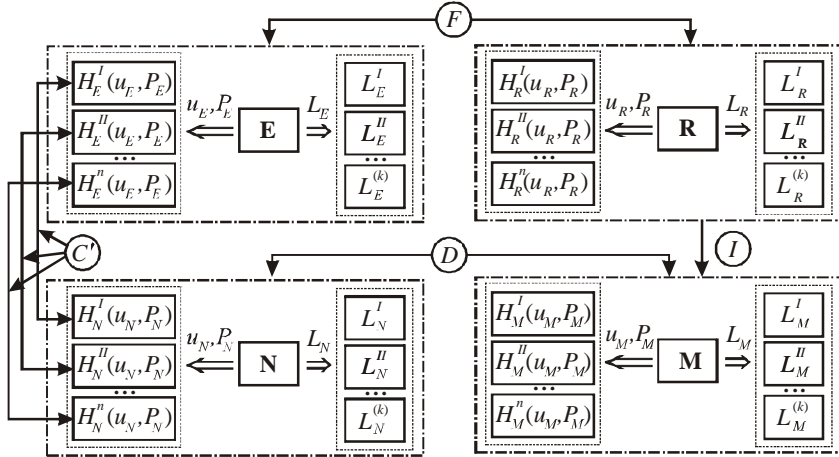 F
H_E^I(u_E,P_E)
H_E^{II}(u_E,P_E)
...
H_E^n(u_E,P_E)
u_E,P_E
E
L_E
L_E^I
L_E^{II}
...
L_E^{(k)}
H_R^I(u_R,P_R)
H_R^{II}(u_R,P_R)
...
H_R^n(u_R,P_R)
u_R,P_R
R
L_R
L_R^I
L_R^{II}
...
L_R^{(k)}
C'
D
I
H_N^I(u_N,P_N)
H_N^{II}(u_N,P_N)
...
H_N^n(u_N,P_N)
u_N,P_N
N
L_N
L_N^I
L_N^{II}
...
L_N^{(k)}
H_M^I(u_M,P_M)
H_M^{II}(u_M,P_M)
...
H_M^n(u_M,P_M)
u_M,P_M
M
L_M
L_M^I
L_M^{II}
...
L_M^{(k)}